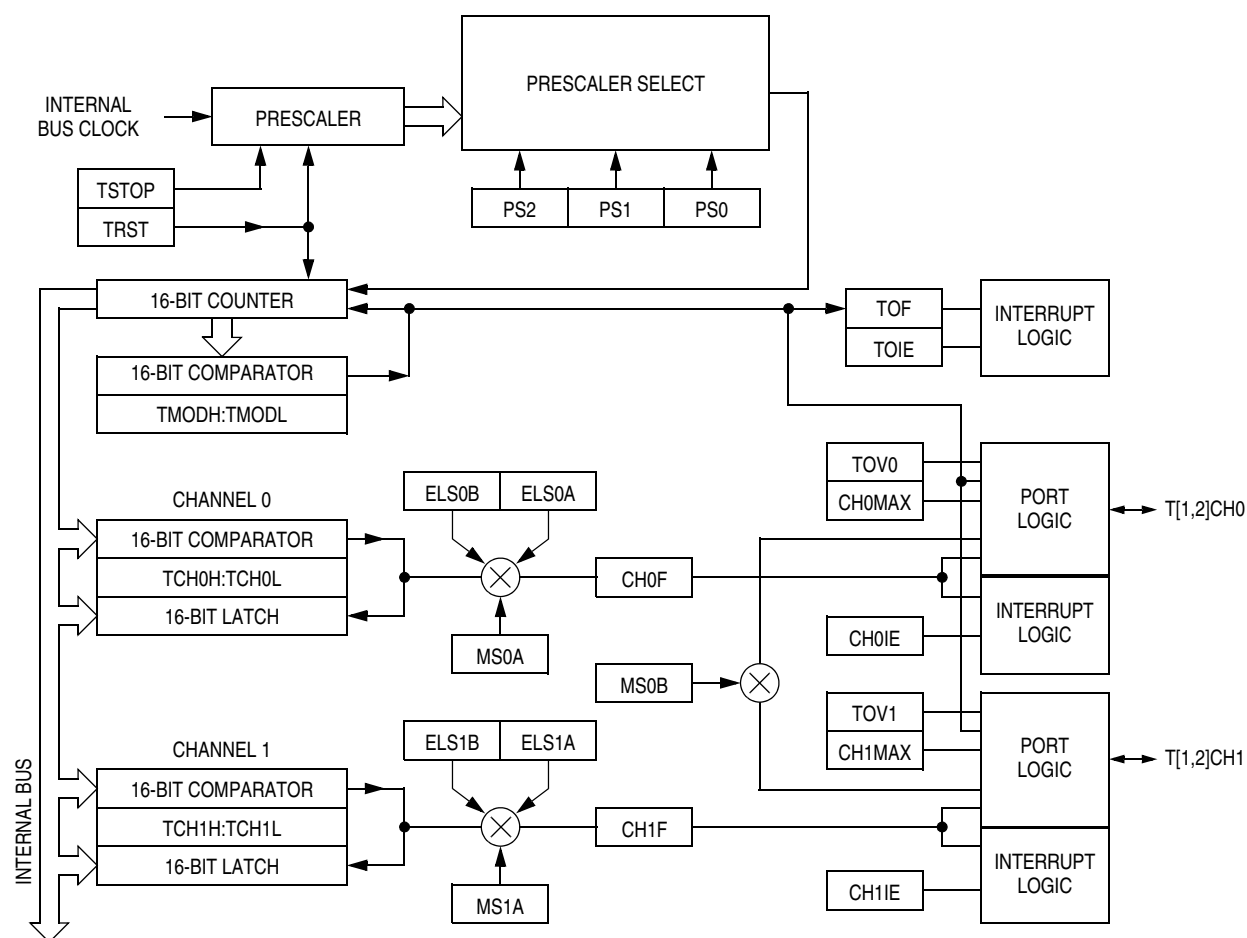 PRESCALER SELECT
INTERNAL
BUS CLOCK
PRESCALER
TSTOP
TRST
PS2 PS1 PS0
16-BIT COUNTER
16-BIT COMPARATOR
TMODH:TMODL
TOF
TOIE
INTERRUPT
LOGIC
CHANNEL 0
16-BIT COMPARATOR
TCH0H:TCH0L
16-BIT LATCH
ELS0B ELS0A
MS0A
CH0F
TOV0
CH0MAX
PORT
LOGIC
T[1,2]CH0
INTERRUPT
LOGIC
CH0IE
MS0B
CHANNEL 1
16-BIT COMPARATOR
TCH1H:TCH1L
16-BIT LATCH
ELS1B ELS1A
MS1A
CH1F
TOV1
CH1MAX
PORT
LOGIC
T[1,2]CH1
INTERRUPT
LOGIC
CH1IE
INTERNAL BUS